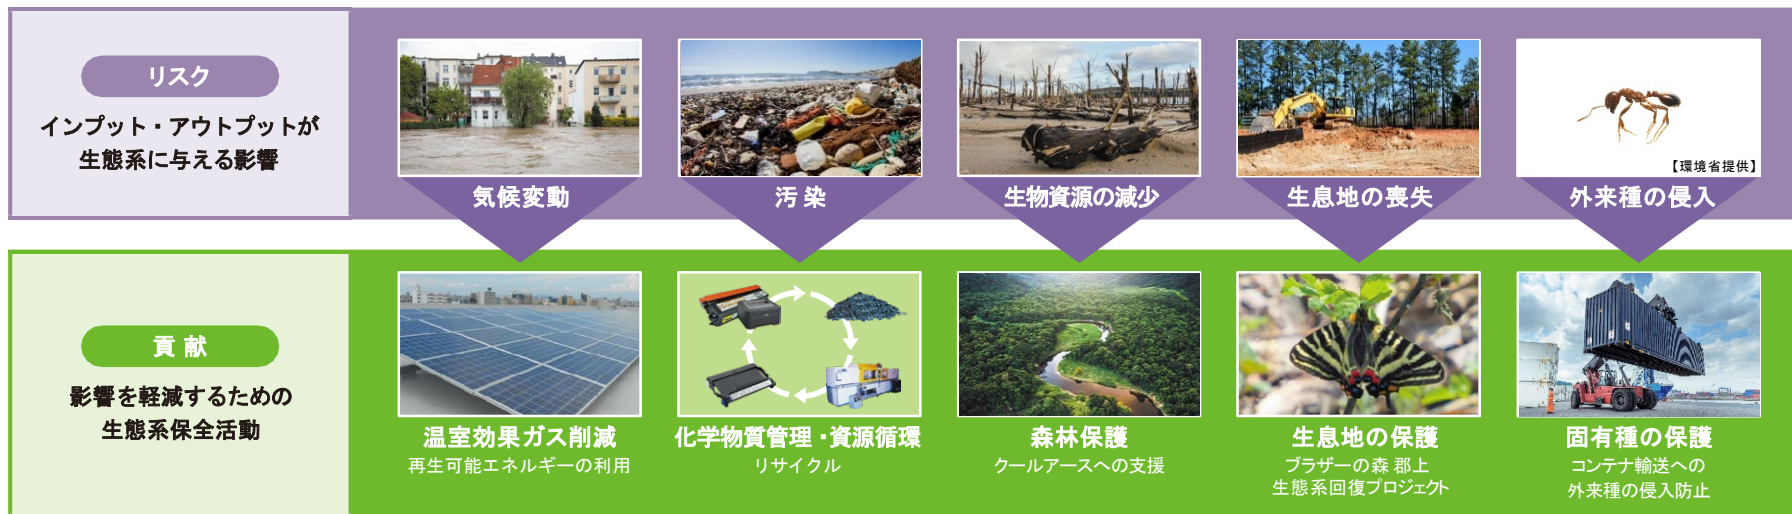 リスク
インプット・アウトプットが
生態系に与える影響
【環境省提供】
気候変動
汚染
生物資源の減少
生息地の喪失
外来種の侵入
貢献
影響を軽減するための
生態系保全活動
温室効果ガス削減
再生可能エネルギーの利用
化学物質管理・資源循環
リサイクル
森林保護
クールアースへの支援
生息地の保護
ブラザーの森 郡上
生態系回復プロジェクト
固有種の保護
コンテナ輸送への
外来種の侵入防止